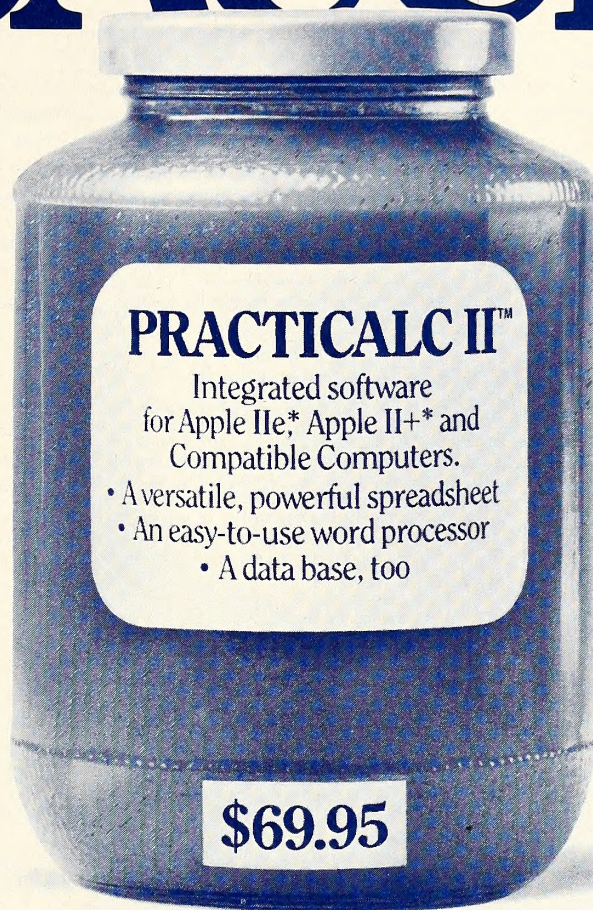 PRACTICALC II™
Integrated software
for Apple IIe,* Apple II+* and
Compatible Computers.
• A versatile, powerful spreadsheet
• An easy-to-use word processor
• A data base, too
$69.95